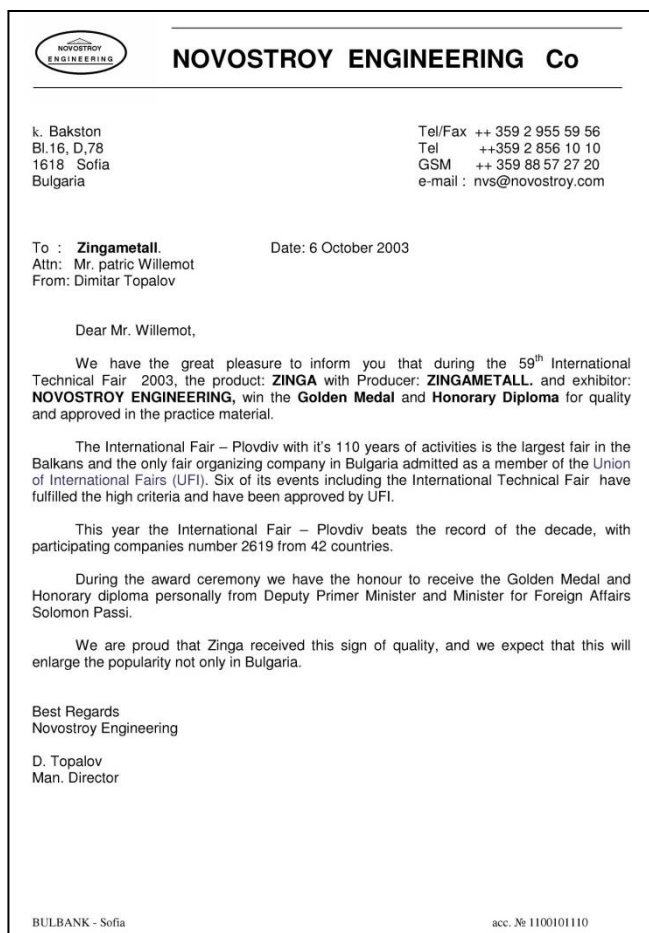 NOVOSTROY
ENGINEERING
NOVOSTROY ENGINEERING Co
k. Bakston
Bl.16, D,78
1618 Sofia
Bulgaria
Tel/Fax ++ 359 2 955 59 56
Tel ++359 2 856 10 10
GSM ++ 359 88 57 27 20
e-mail : nvs@novostroy.com
To : Zingametall. Date: 6 October 2003
Attn: Mr. patric Willemot
From: Dimitar Topalov
Dear Mr. Willemot,
We have the great pleasure to inform you that during the 59th International
Technical Fair 2003, the product: ZINGA with Producer: ZINGAMETALL. and exhibitor:
NOVOSTROY ENGINEERING, win the Golden Medal and Honorary Diploma for quality
and approved in the practice material.
The International Fair – Plovdiv with it's 110 years of activities is the largest fair in the
Balkans and the only fair organizing company in Bulgaria admitted as a member of the Union
of International Fairs (UFI). Six of its events including the International Technical Fair have
fulfilled the high criteria and have been approved by UFI.
This year the International Fair – Plovdiv beats the record of the decade, with
participating companies number 2619 from 42 countries.
During the award ceremony we have the honour to receive the Golden Medal and
Honorary diploma personally from Deputy Primer Minister and Minister for Foreign Affairs
Solomon Passi.
We are proud that Zinga received this sign of quality, and we expect that this will
enlarge the popularity not only in Bulgaria.
Best Regards
Novostroy Engineering
D. Topalov
Man. Director
BULBANK - Sofia acc. № 1100101110